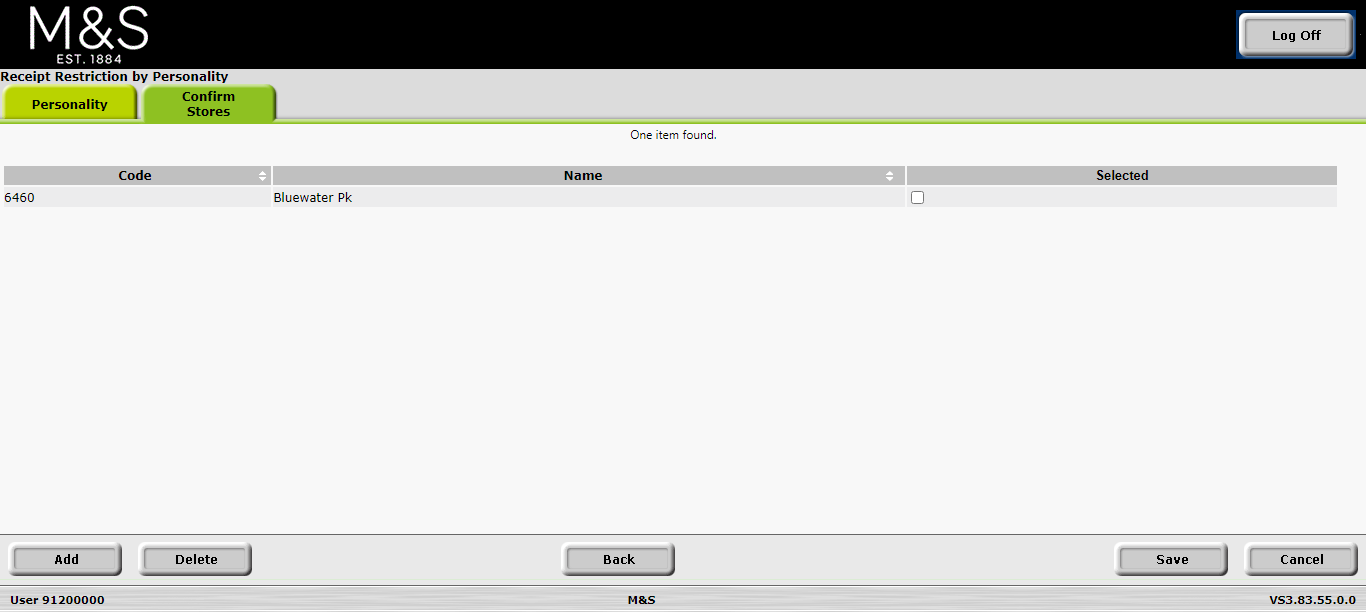 M&S
EST. 1884
Log Off
Receipt Restriction by Personality
Personality
Confirm
Stores
One item found.
Code Name Selected
6460 Bluewater Pk
Add Delete Back Save Cancel
User 91200000 M&S VS3.83.55.0.0